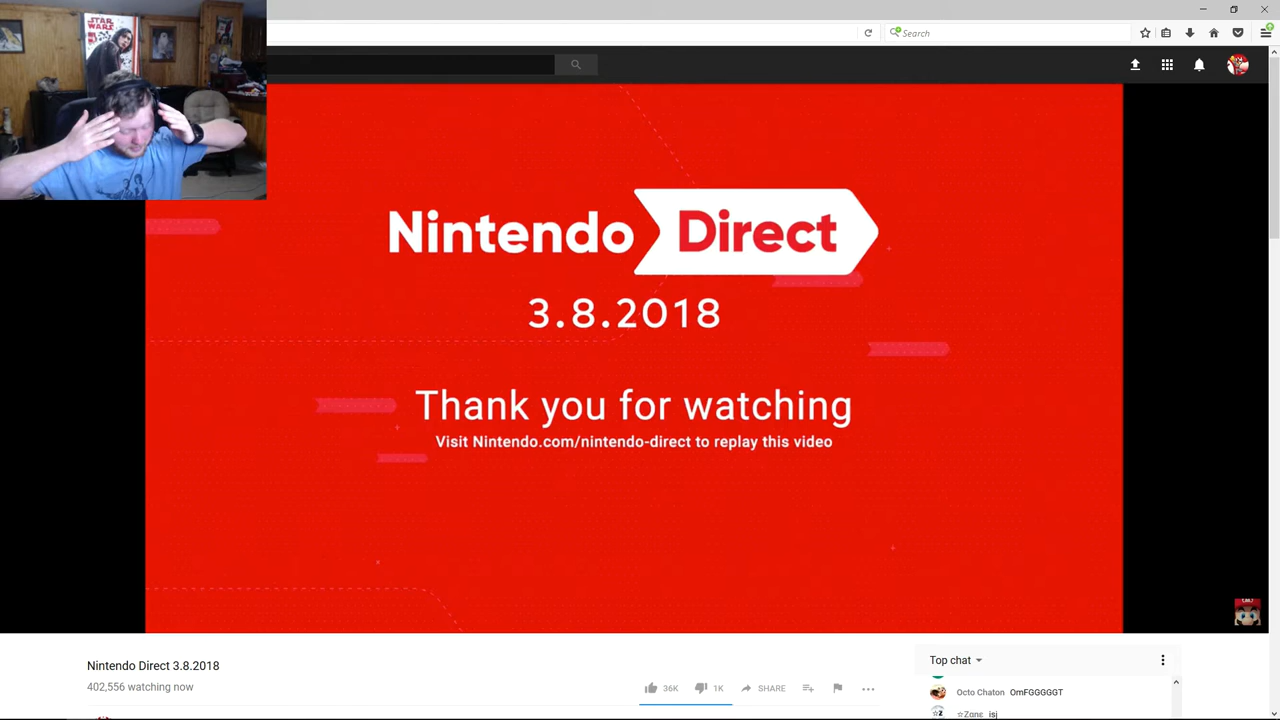 STAR
WARS
Search
Nintendo Direct
3.8.2018
Thank you for watching
Visit Nintendo.com/nintendo-direct to replay this video
Nintendo Direct 3.8.2018
402,556 watching now
36K
1K
SHARE
Top chat
Octo Chaton OmFGGGGGT
☆Zαnε isj